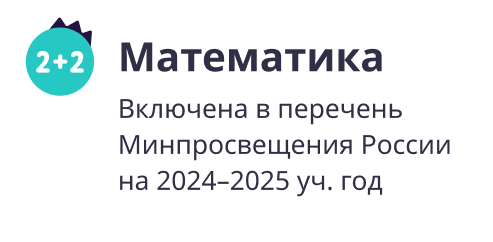 2+2
Математика
Включена в перечень
Минпросвещения России
на 2024–2025 уч. год